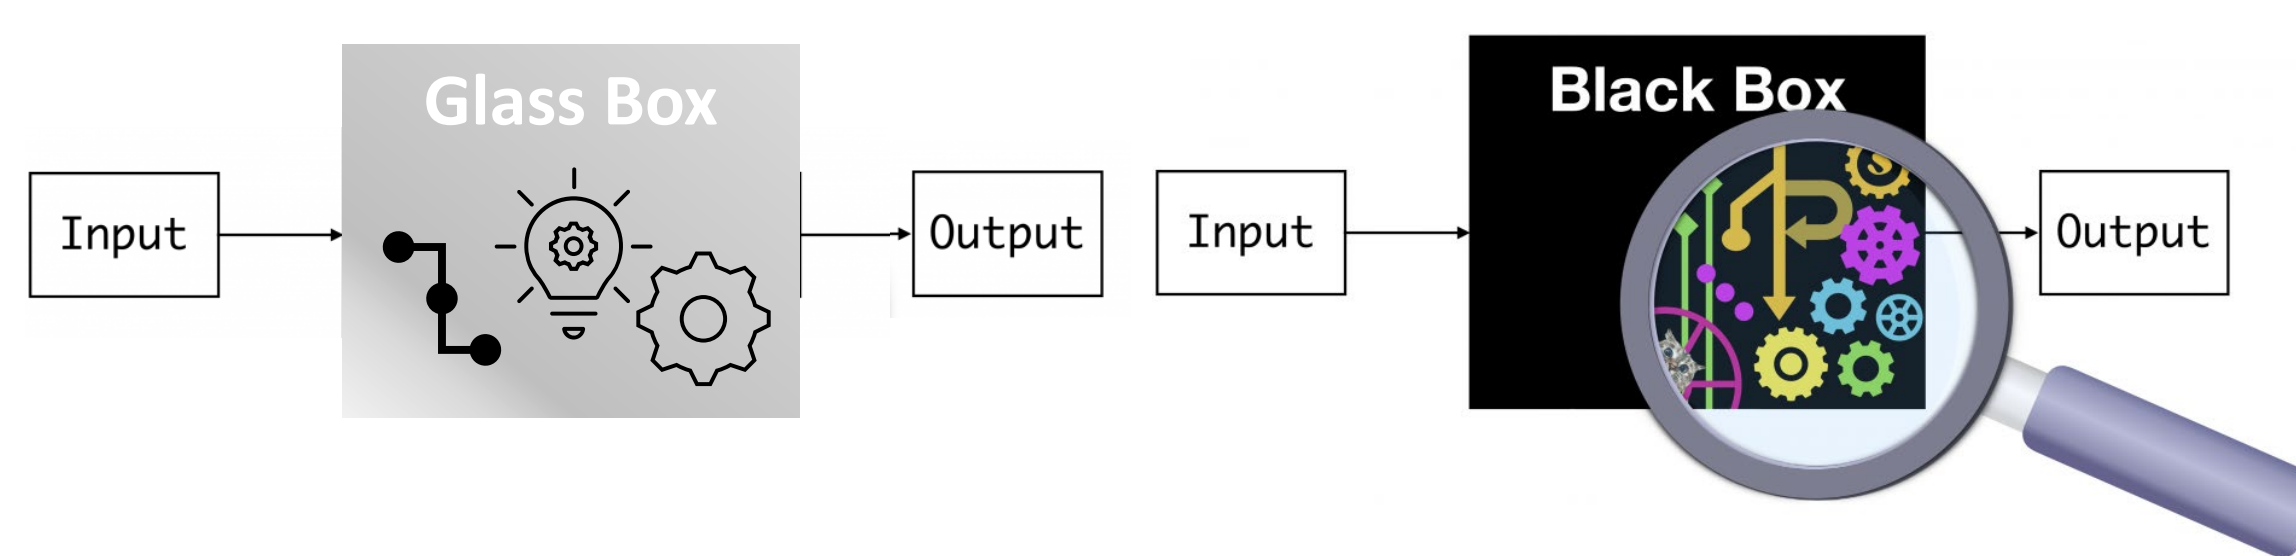 Glass Box
Input
Output
Black Box
Input
Output